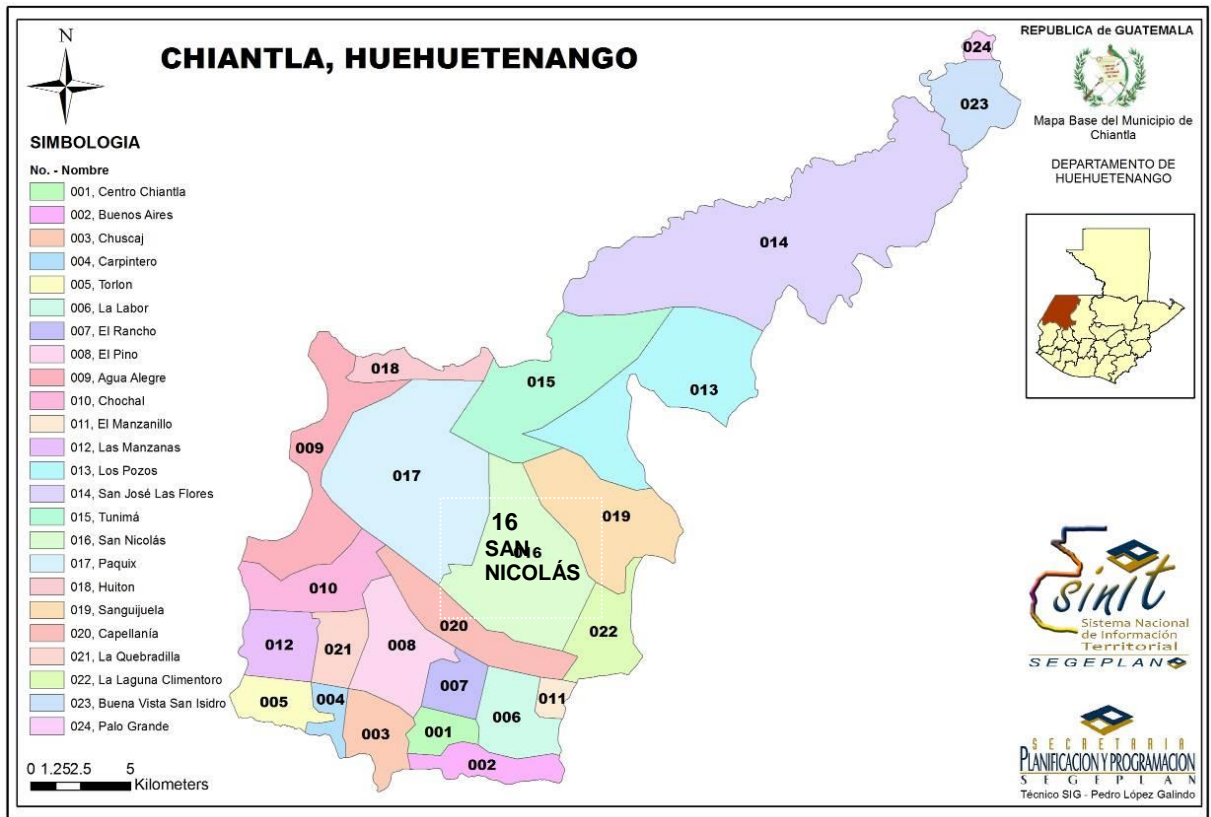 N
CHIANTLA, HUEHUETENANGO
SIMBOLOGIA
No. - Nombre
001, Centro Chiantla
002, Buenos Aires
003, Chuscaj
004, Carpintero
005, Torlon
006, La Labor
007, El Rancho
008, El Pino
009, Agua Alegre
010, Chochal
011, El Manzanillo
012, Las Manzanas
013, Los Pozos
014, San José Las Flores
015, Tunimá
016, San Nicolás
017, Paquix
018, Huiton
019, Sanguijuela
020, Capellanía
021, La Quebradilla
022, La Laguna Climentoro
023, Buena Vista San Isidro
024, Palo Grande
0 1.252.5 5
Kilometers
024
023
014
013
015
018
009
017
019
16
SAN
016
NICOLÁS
010
020
022
012
021
008
007
011
005
004
003
001
006
002
REPUBLICA de GUATEMALA
Mapa Base del Municipio de
Chiantla
DEPARTAMENTO DE
HUEHUETENANGO
sinit
Sistema Nacional
de Información
Territorial
SEGEPLAN
SECRETARIA
PLANIFICACION Y PROGRAMACION
SEGEPLAN
Técnico SIG - Pedro López Galindo